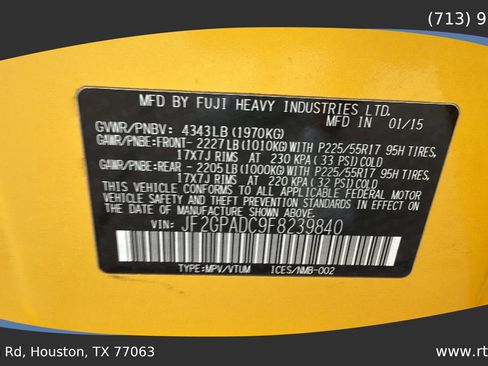 (713) 9
MFD BY FUJI HEAVY INDUSTRIES LTD.
MFD IN 01/15
GVWR/PNBV: 4343LB (1970KG)
GAWR/PNBE:FRONT- 2227LB (1010KG) WITH P225/55R17 95H TIRES,
17X7J RIMS AT 230 KPA (33 PSI) COLD
GAWR/PNBE:REAR - 2205LB (1000KG) WITH P225/55R17 95H TIRES,
17X7J RIMS AT 220 KPA (32 PSI) COLD
THIS VEHICLE CONFORMS TO ALL APPLICABLE FEDERAL MOTOR
VEHICLE SAFETY AND BUMPER STANDARDS IN EFFECT ON THE
DATE OF MANUFACTURE SHOWN ABOVE.
VIN: JF2GPADC9F8239840
TYPE:MPV/VTUM ICES/NMB-002
Rd, Houston, TX 77063
www.rt